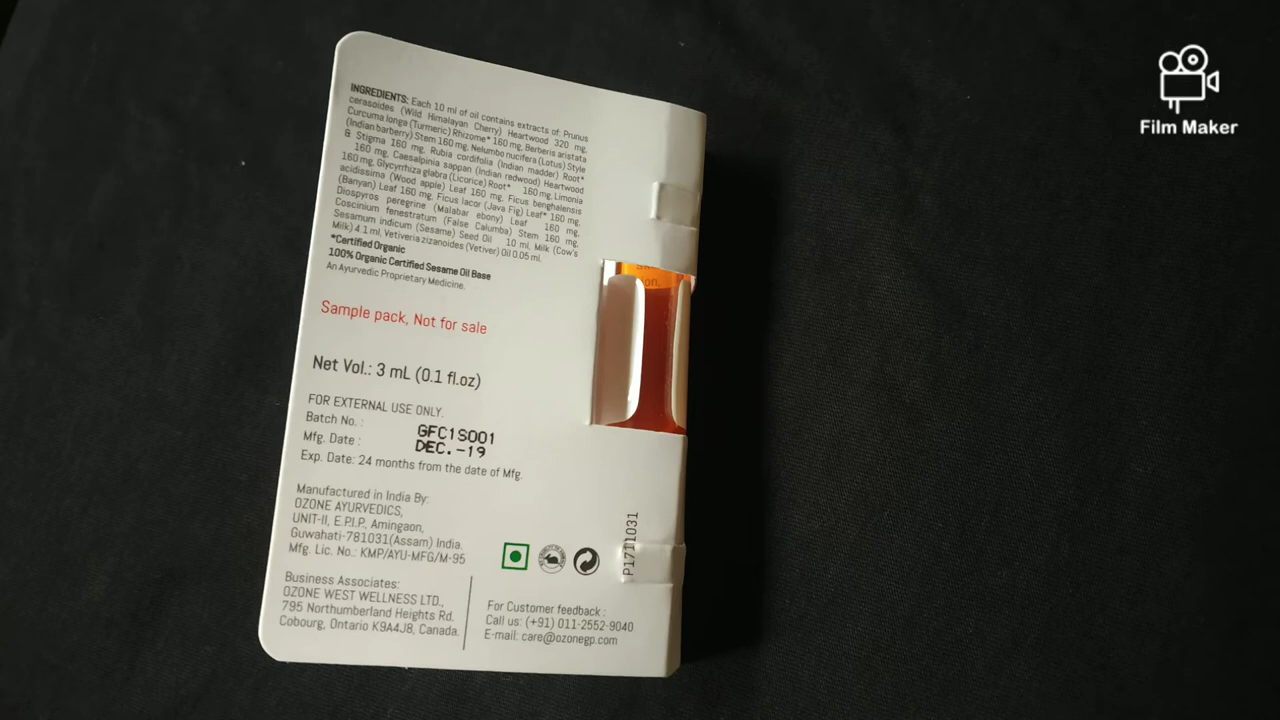 INGREDIENTS: Each 10 ml of oil contains extracts of: Prunus
cerasoides (Wild Himalayan Cherry) Heartwood 320 mg,
Curcuma longa (Turmeric) Rhizome* 160 mg, Berberis aristata
(Indian barberry) Stem 160 mg, Nelumbo nucifera (Lotus) Style
& Stigma 160 mg, Rubia cordifolia (Indian madder) Root*
160 mg, Caesalpinia sappan (Indian redwood) Heartwood
160 mg, Glycyrrhiza glabra (Licorice) Root* 160 mg, Limonia
acidissima (Wood apple) Leaf 160 mg, Ficus benghalensis
(Banyan) Leaf 160 mg, Ficus lacor (Java Fig) Leaf* 160 mg,
Diospyros peregrine (Malabar ebony) Leaf 160 mg,
Coscinium fenestratum (False Calumba) Stem 160 mg,
Sesamum indicum (Sesame) Seed Oil 10 ml, Milk (Cow's
Milk) 4.1 ml, Vetiveria zizanoides (Vetiver) Oil 0.05 ml.
*Certified Organic
100% Organic Certified Sesame Oil Base
An Ayurvedic Proprietary Medicine.
Sample pack, Not for sale
Net Vol.: 3 mL (0.1 fl.oz)
FOR EXTERNAL USE ONLY.
Batch No. : GFC1S001
Mfg. Date : DEC.-19
Exp. Date: 24 months from the date of Mfg.
Manufactured in India By:
OZONE AYURVEDICS,
UNIT-II, E.P.I.P., Amingaon,
Guwahati-781031(Assam) India.
Mfg. Lic. No.: KMP/AYU-MFG/M-95
Business Associates:
OZONE WEST WELLNESS LTD.,
795 Northumberland Heights Rd.
Cobourg, Ontario K9A4J8, Canada.
For Customer feedback :
Call us: (+91) 011-2552-9040
E-mail: care@ozonegp.com
P1711031
on.
Film Maker